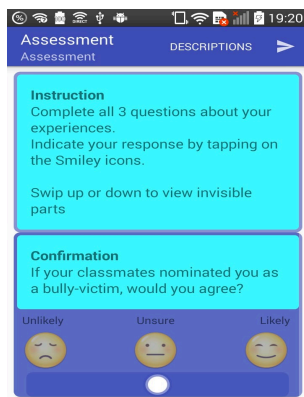 19:20
Assessment
DESCRIPTIONS
Assessment
Instruction
Complete all 3 questions about your
experiences.
Indicate your response by tapping on
the Smiley icons.
Swip up or down to view invisible
parts
Confirmation
If your classmates nominated you as
a bully-victim, would you agree?
Unlikely
Unsure
Likely